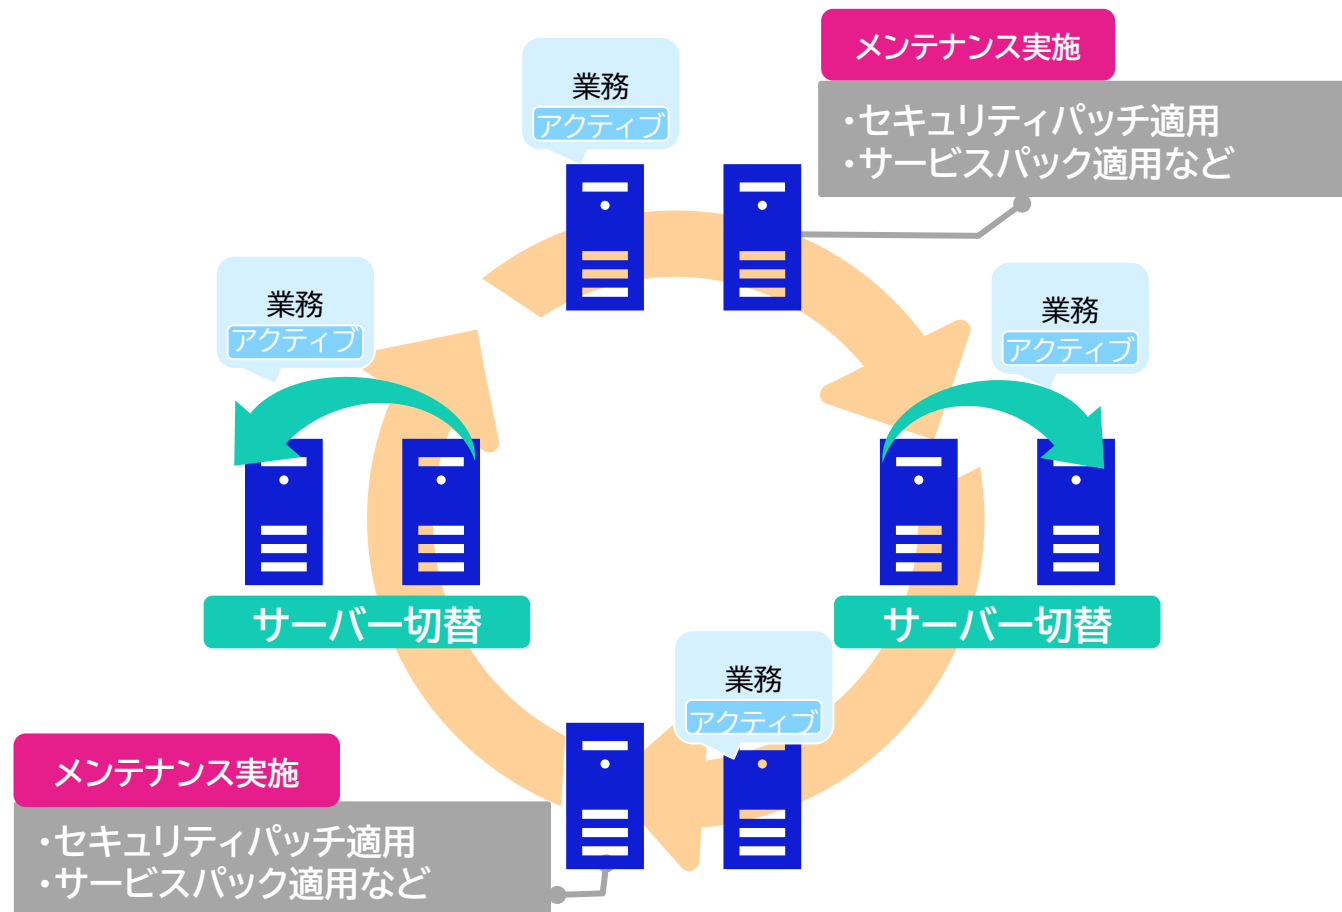 メンテナンス実施
・セキュリティパッチ適用
・サービスパック適用など
業務
アクティブ
業務
アクティブ
業務
アクティブ
サーバー切替
サーバー切替
業務
アクティブ
メンテナンス実施
・セキュリティパッチ適用
・サービスパック適用など